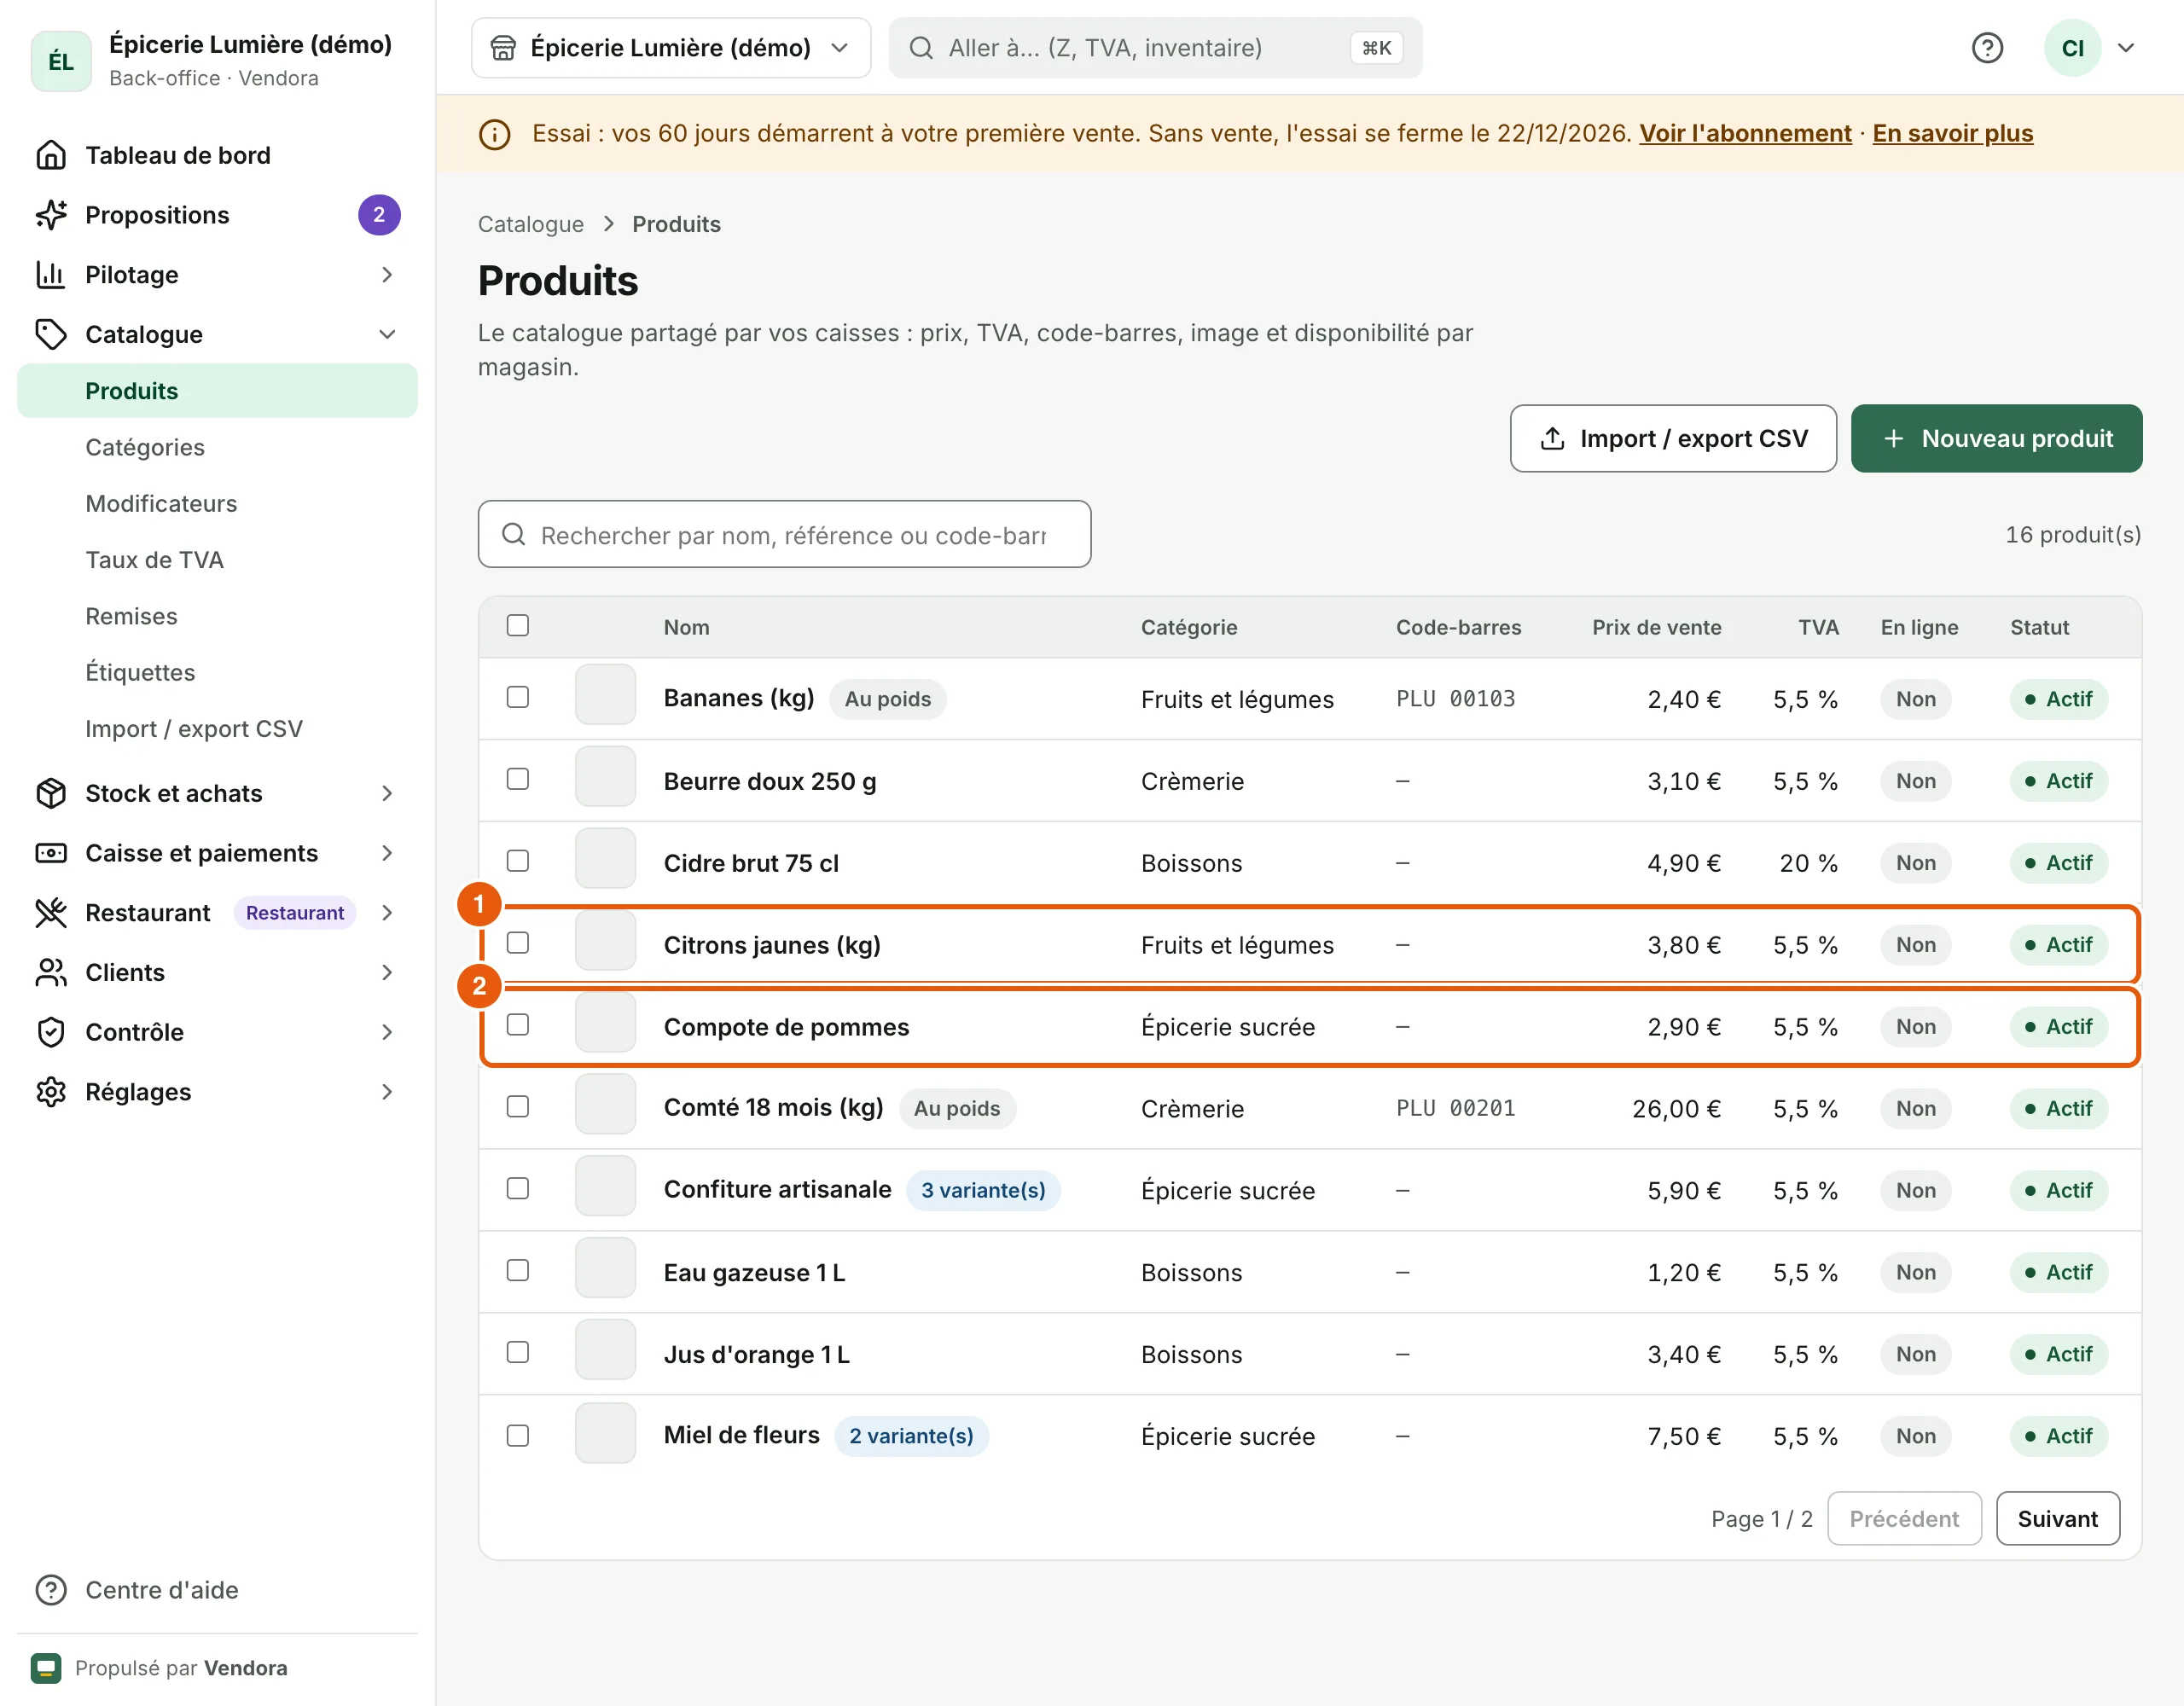 ÉL
Épicerie Lumière (démo)
Back-office · Vendora
Tableau de bord
Propositions 2
Pilotage
Catalogue
Produits
Catégories
Modificateurs
Taux de TVA
Remises
Étiquettes
Import / export CSV
Stock et achats
Caisse et paiements
Restaurant Restaurant
Clients
Contrôle
Réglages
Centre d'aide
Propulsé par Vendora
Épicerie Lumière (démo)
Aller à... (Z, TVA, inventaire) ⌘K
CI
Essai : vos 60 jours démarrent à votre première vente. Sans vente, l'essai se ferme le 22/12/2026. Voir l'abonnement · En savoir plus
Catalogue > Produits
Produits
Le catalogue partagé par vos caisses : prix, TVA, code-barres, image et disponibilité par
magasin.
Import / export CSV
+ Nouveau produit
Rechercher par nom, référence ou code-barr
16 produit(s)
Nom Catégorie Code-barres Prix de vente TVA En ligne Statut
Bananes (kg) Au poids Fruits et légumes PLU 00103 2,40 € 5,5 % Non Actif
Beurre doux 250 g Crèmerie — 3,10 € 5,5 % Non Actif
Cidre brut 75 cl Boissons — 4,90 € 20 % Non Actif
1
Citrons jaunes (kg) Fruits et légumes — 3,80 € 5,5 % Non Actif
2
Compote de pommes Épicerie sucrée — 2,90 € 5,5 % Non Actif
Comté 18 mois (kg) Au poids Crèmerie PLU 00201 26,00 € 5,5 % Non Actif
Confiture artisanale 3 variante(s) Épicerie sucrée — 5,90 € 5,5 % Non Actif
Eau gazeuse 1 L Boissons — 1,20 € 5,5 % Non Actif
Jus d'orange 1 L Boissons — 3,40 € 5,5 % Non Actif
Miel de fleurs 2 variante(s) Épicerie sucrée — 7,50 € 5,5 % Non Actif
Page 1 / 2 Précédent Suivant